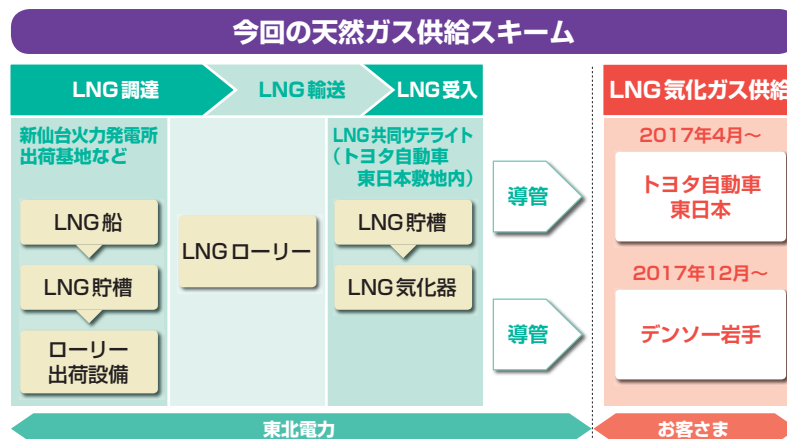 今回の天然ガス供給スキーム
LNG調達
LNG輸送
LNG受入
LNG気化ガス供給
新仙台火力発電所
出荷基地など
LNG船
LNG貯槽
ローリー
出荷設備
LNGローリー
LNG共同サテライト
（トヨタ自動車
東日本敷地内）
LNG貯槽
LNG気化器
導管
導管
2017年4月～
トヨタ自動車
東日本
2017年12月～
デンソー岩手
東北電力
お客さま